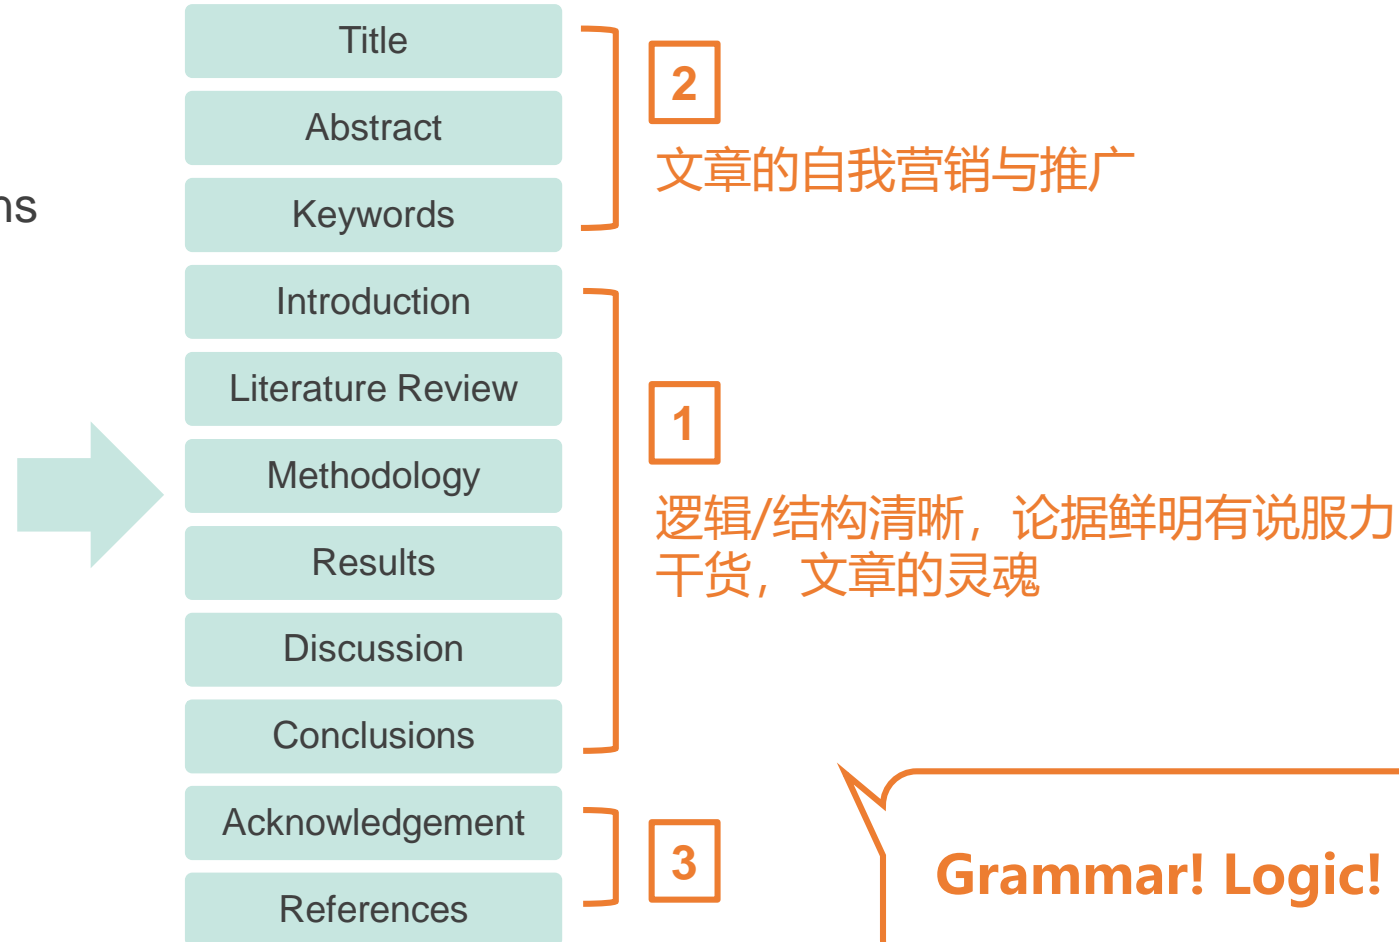 Title
Abstract
Keywords
Introduction
Literature Review
Methodology
Results
Discussion
Conclusions
Acknowledgement
References
2
文章的自我营销与推广
1
逻辑/结构清晰，论据鲜明有说服力
干货，文章的灵魂
3
Grammar! Logic!